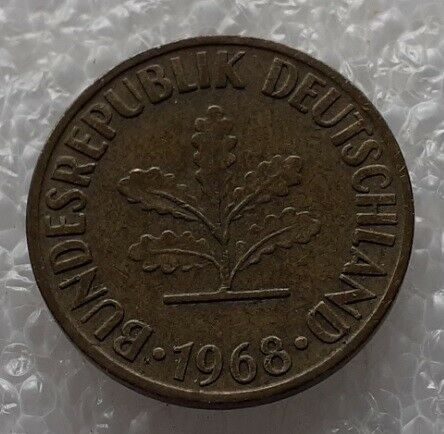 BUNDESREPUBLIK DEUTSCHLAND
· 1968 ·